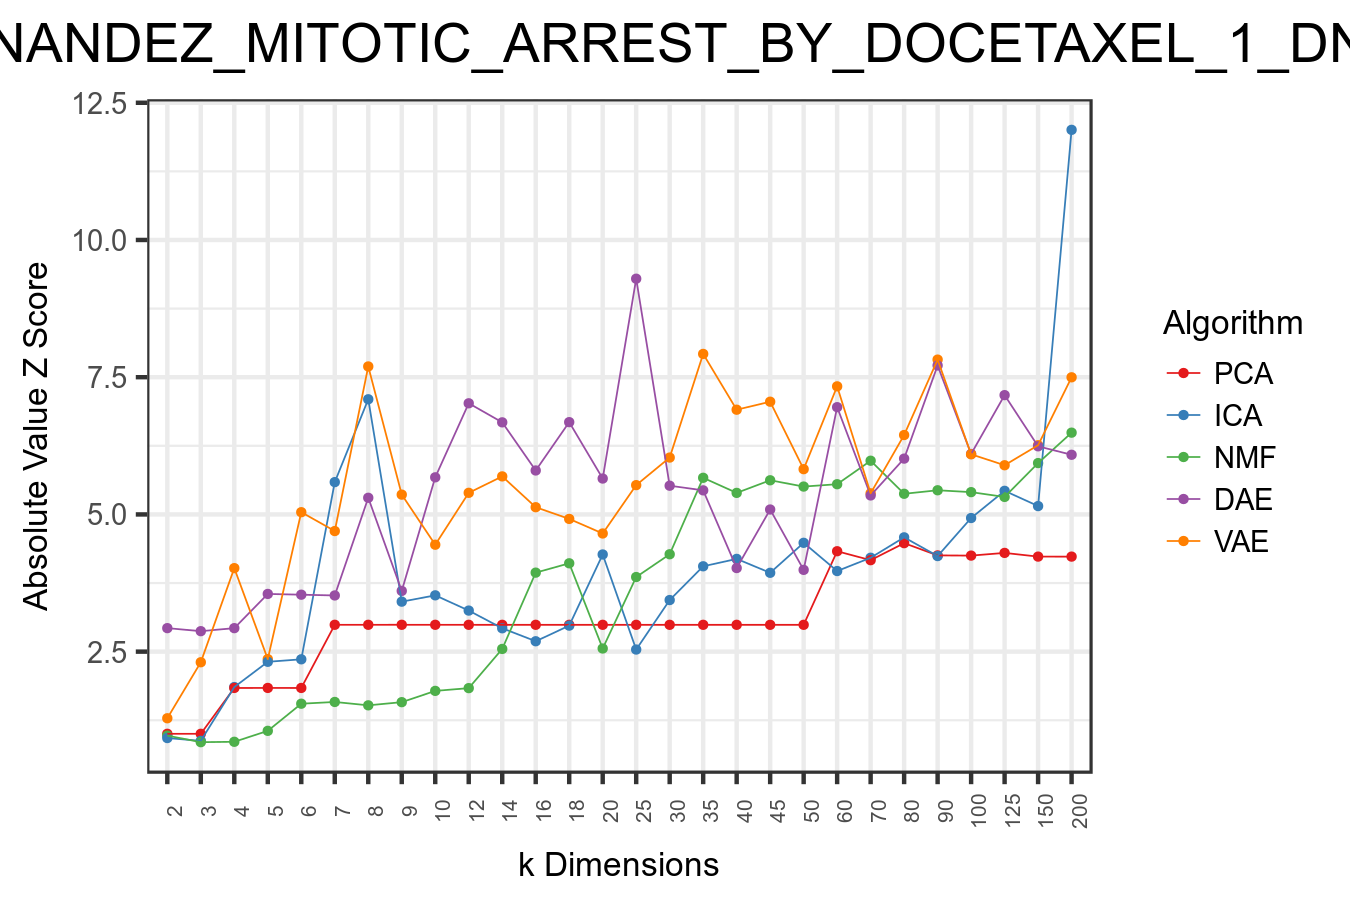 NANDEZ_MITOTIC_ARREST_BY_DOCETAXEL_1_DN
12.5
10.0
7.5
5.0
2.5
Absolute Value Z Score
2 3 4 5 6 7 8 9 10 12 14 16 18 20 25 30 35 40 45 50 60 70 80 90 100 125 150 200
k Dimensions
Algorithm
PCA
ICA
NMF
DAE
VAE